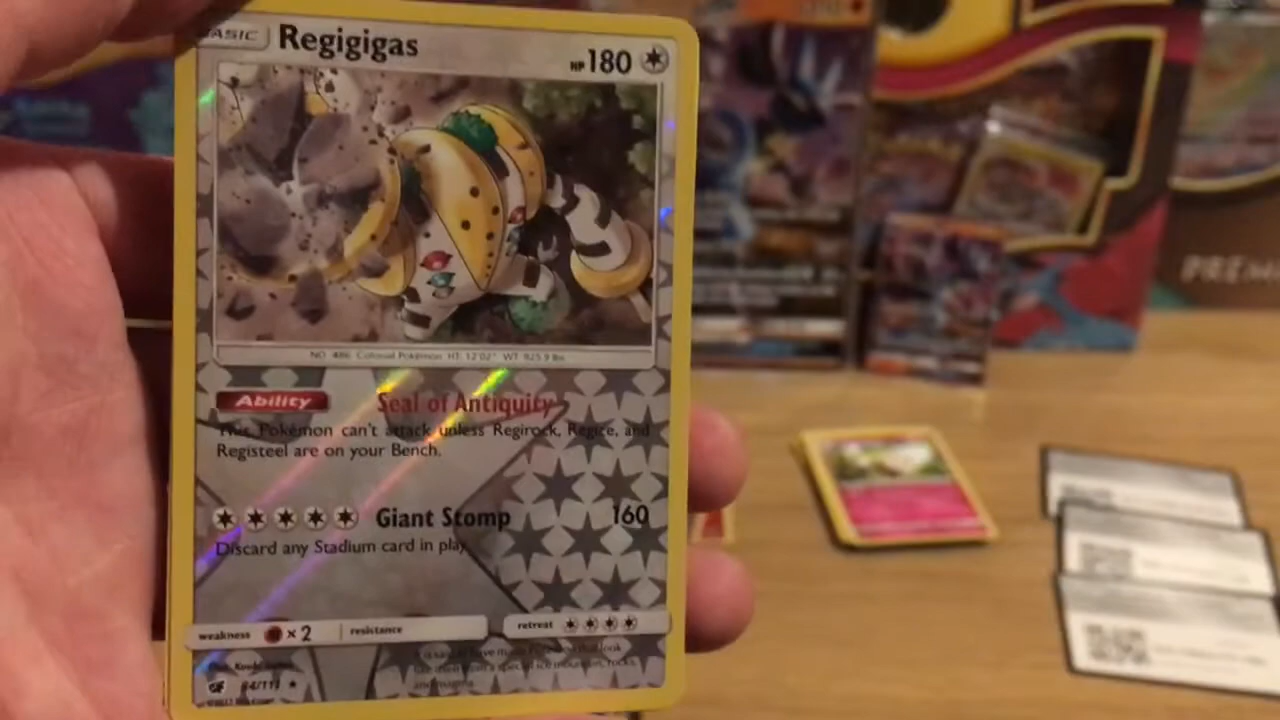 BASIC Regigigas HP 180
NO. 486 Colossal Pokémon HT: 12'02" WT: 925.9 lbs.
Ability Seal of Antiquity
This Pokémon can't attack unless Regirock, Regice, and
Registeel are on your Bench.
Giant Stomp 160
Discard any Stadium card in play.
weakness ×2 resistance retreat
PREM